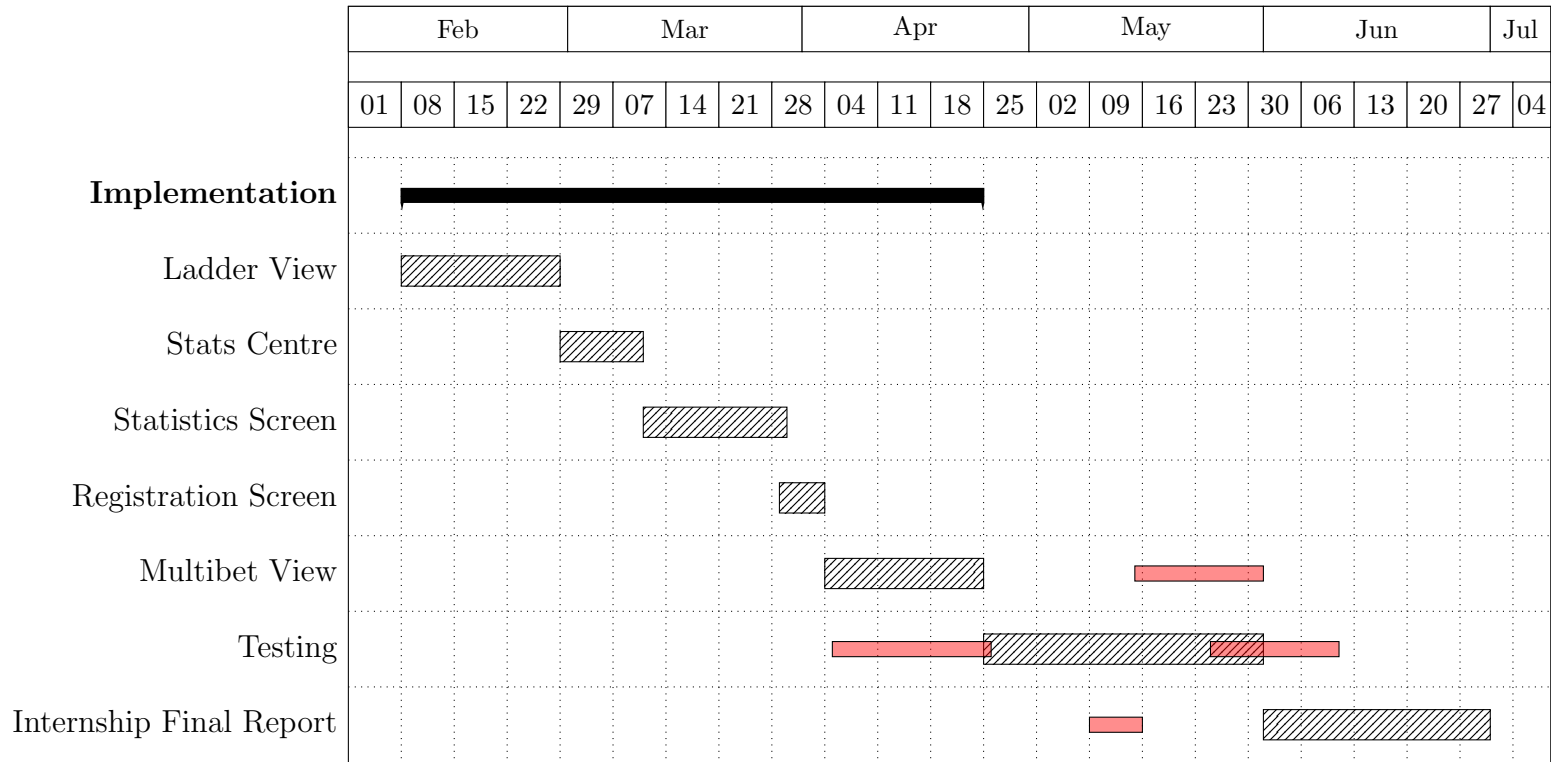 Feb Mar Apr May Jun Jul
01 08 15 22 29 07 14 21 28 04 11 18 25 02 09 16 23 30 06 13 20 27 04
Implementation
Ladder View
Stats Centre
Statistics Screen
Registration Screen
Multibet View
Testing
Internship Final Report